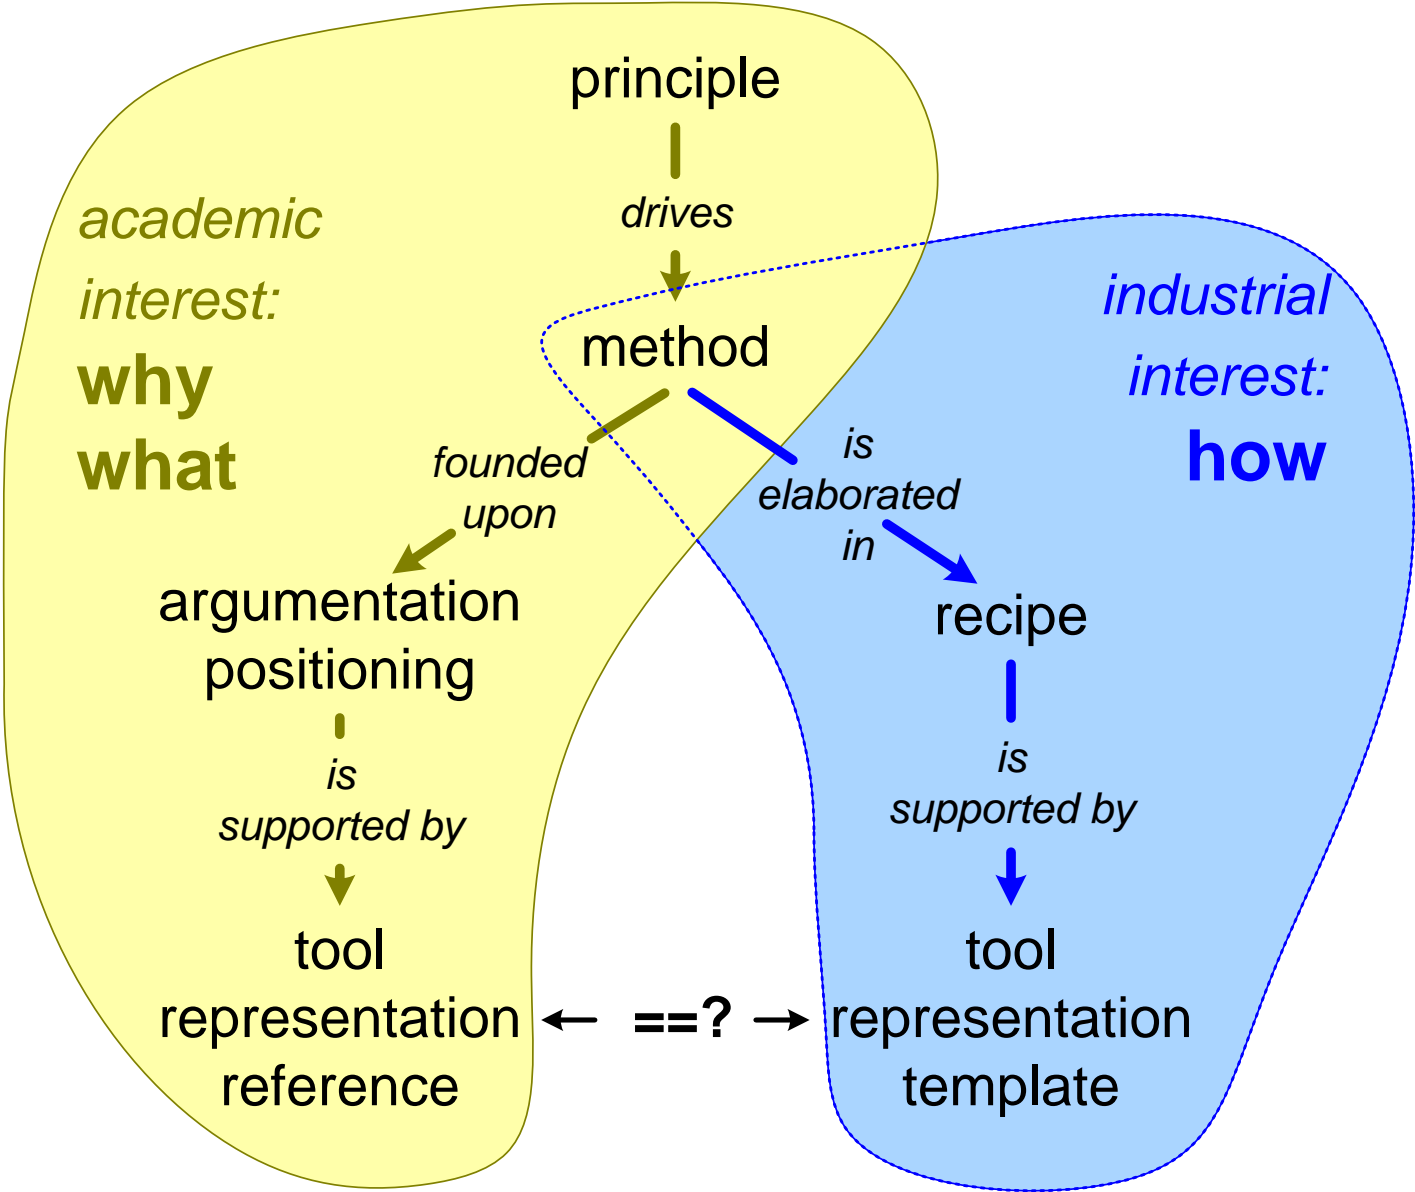 principle
drives
method
academic
interest:
why
what
industrial
interest:
how
founded
upon
argumentation
positioning
is
supported by
tool
representation
reference
is
elaborated
in
recipe
is
supported by
tool
representation
template
==?